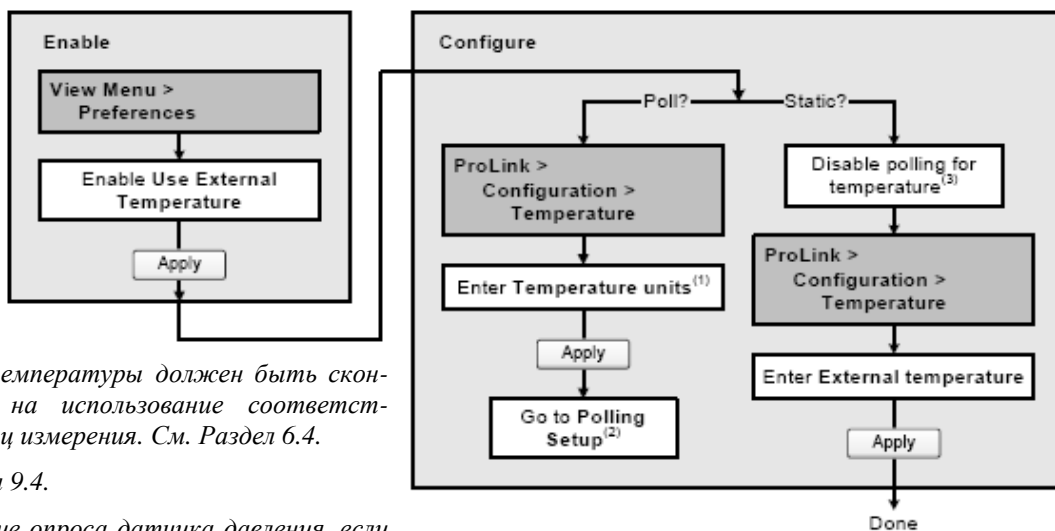 Enable
View Menu >
Preferences
Enable Use External
Temperature
Apply
Configure
Poll?
Static?
ProLink >
Configuration >
Temperature
Enter Temperature units(1)
Apply
Go to Polling
Setup(2)
Disable polling for
temperature(3)
ProLink >
Configuration >
Temperature
Enter External temperature
Apply
Done
должен быть скон-
на использование соответст-
измерения. См. Раздел 6.4.
9.4.
опроса датчика давления, если